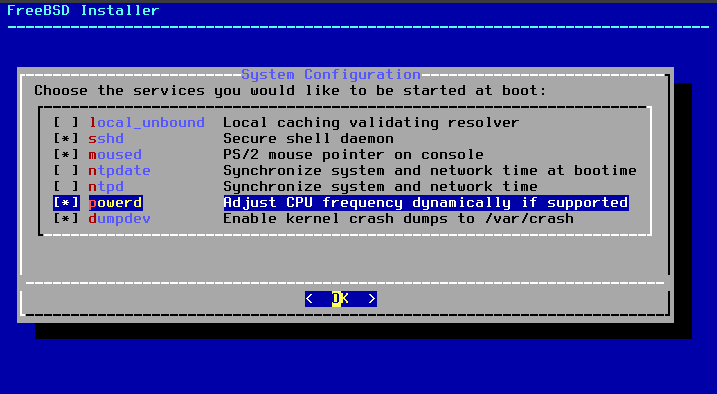 FreeBSD Installer
System Configuration
Choose the services you would like to be started at boot:
[ ] local_unbound Local caching validating resolver
[*] sshd Secure shell daemon
[*] moused PS/2 mouse pointer on console
[ ] ntpdate Synchronize system and network time at bootime
[ ] ntpd Synchronize system and network time
[*] powerd Adjust CPU frequency dynamically if supported
[*] dumpdev Enable kernel crash dumps to /var/crash
< OK >